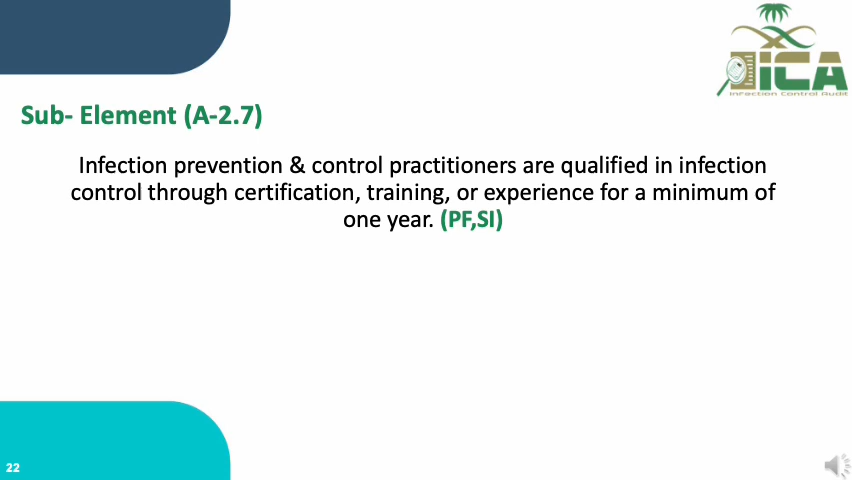 iCA
Infection Control Audit
Sub- Element (A-2.7)
Infection prevention & control practitioners are qualified in infection
control through certification, training, or experience for a minimum of
one year. (PF,SI)
22